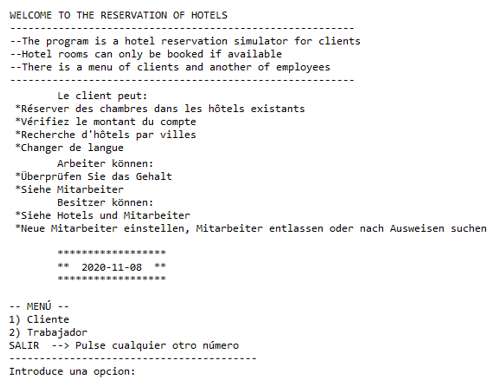 WELCOME TO THE RESERVATION OF HOTELS
---------------------------------------------------------
--The program is a hotel reservation simulator for clients
--Hotel rooms can only be booked if available
--There is a menu of clients and another of employees
---------------------------------------------------------
Le client peut:
*Réserver des chambres dans les hôtels existants
*Vérifiez le montant du compte
*Recherche d'hôtels par villes
*Changer de langue
Arbeiter können:
*Überprüfen Sie das Gehalt
*Siehe Mitarbeiter
Besitzer können:
*Siehe Hotels und Mitarbeiter
*Neue Mitarbeiter einstellen, Mitarbeiter entlassen oder nach Ausweisen suchen
******************
** 2020-11-08 **
******************
-- MENÚ --
1) Cliente
2) Trabajador
SALIR --> Pulse cualquier otro número
-----------------------------------------
Introduce una opcion: